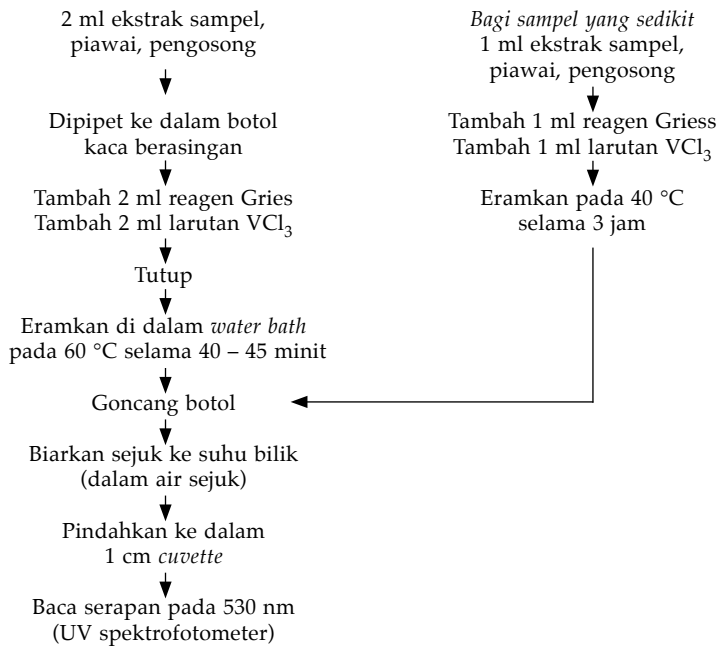 2 ml ekstrak sampel,
piawai, pengosong
Dipipet ke dalam botol
kaca berasingan
Tambah 2 ml reagen Gries
Tambah 2 ml larutan VCl₃
Tutup
Eramkan di dalam water bath
pada 60 °C selama 40 – 45 minit
Goncang botol
Biarkan sejuk ke suhu bilik
(dalam air sejuk)
Pindahkan ke dalam
1 cm cuvette
Baca serapan pada 530 nm
(UV spektrofotometer)
Bagi sampel yang sedikit
1 ml ekstrak sampel,
piawai, pengosong
Tambah 1 ml reagen Griess
Tambah 1 ml larutan VCl₃
Eramkan pada 40 °C
selama 3 jam